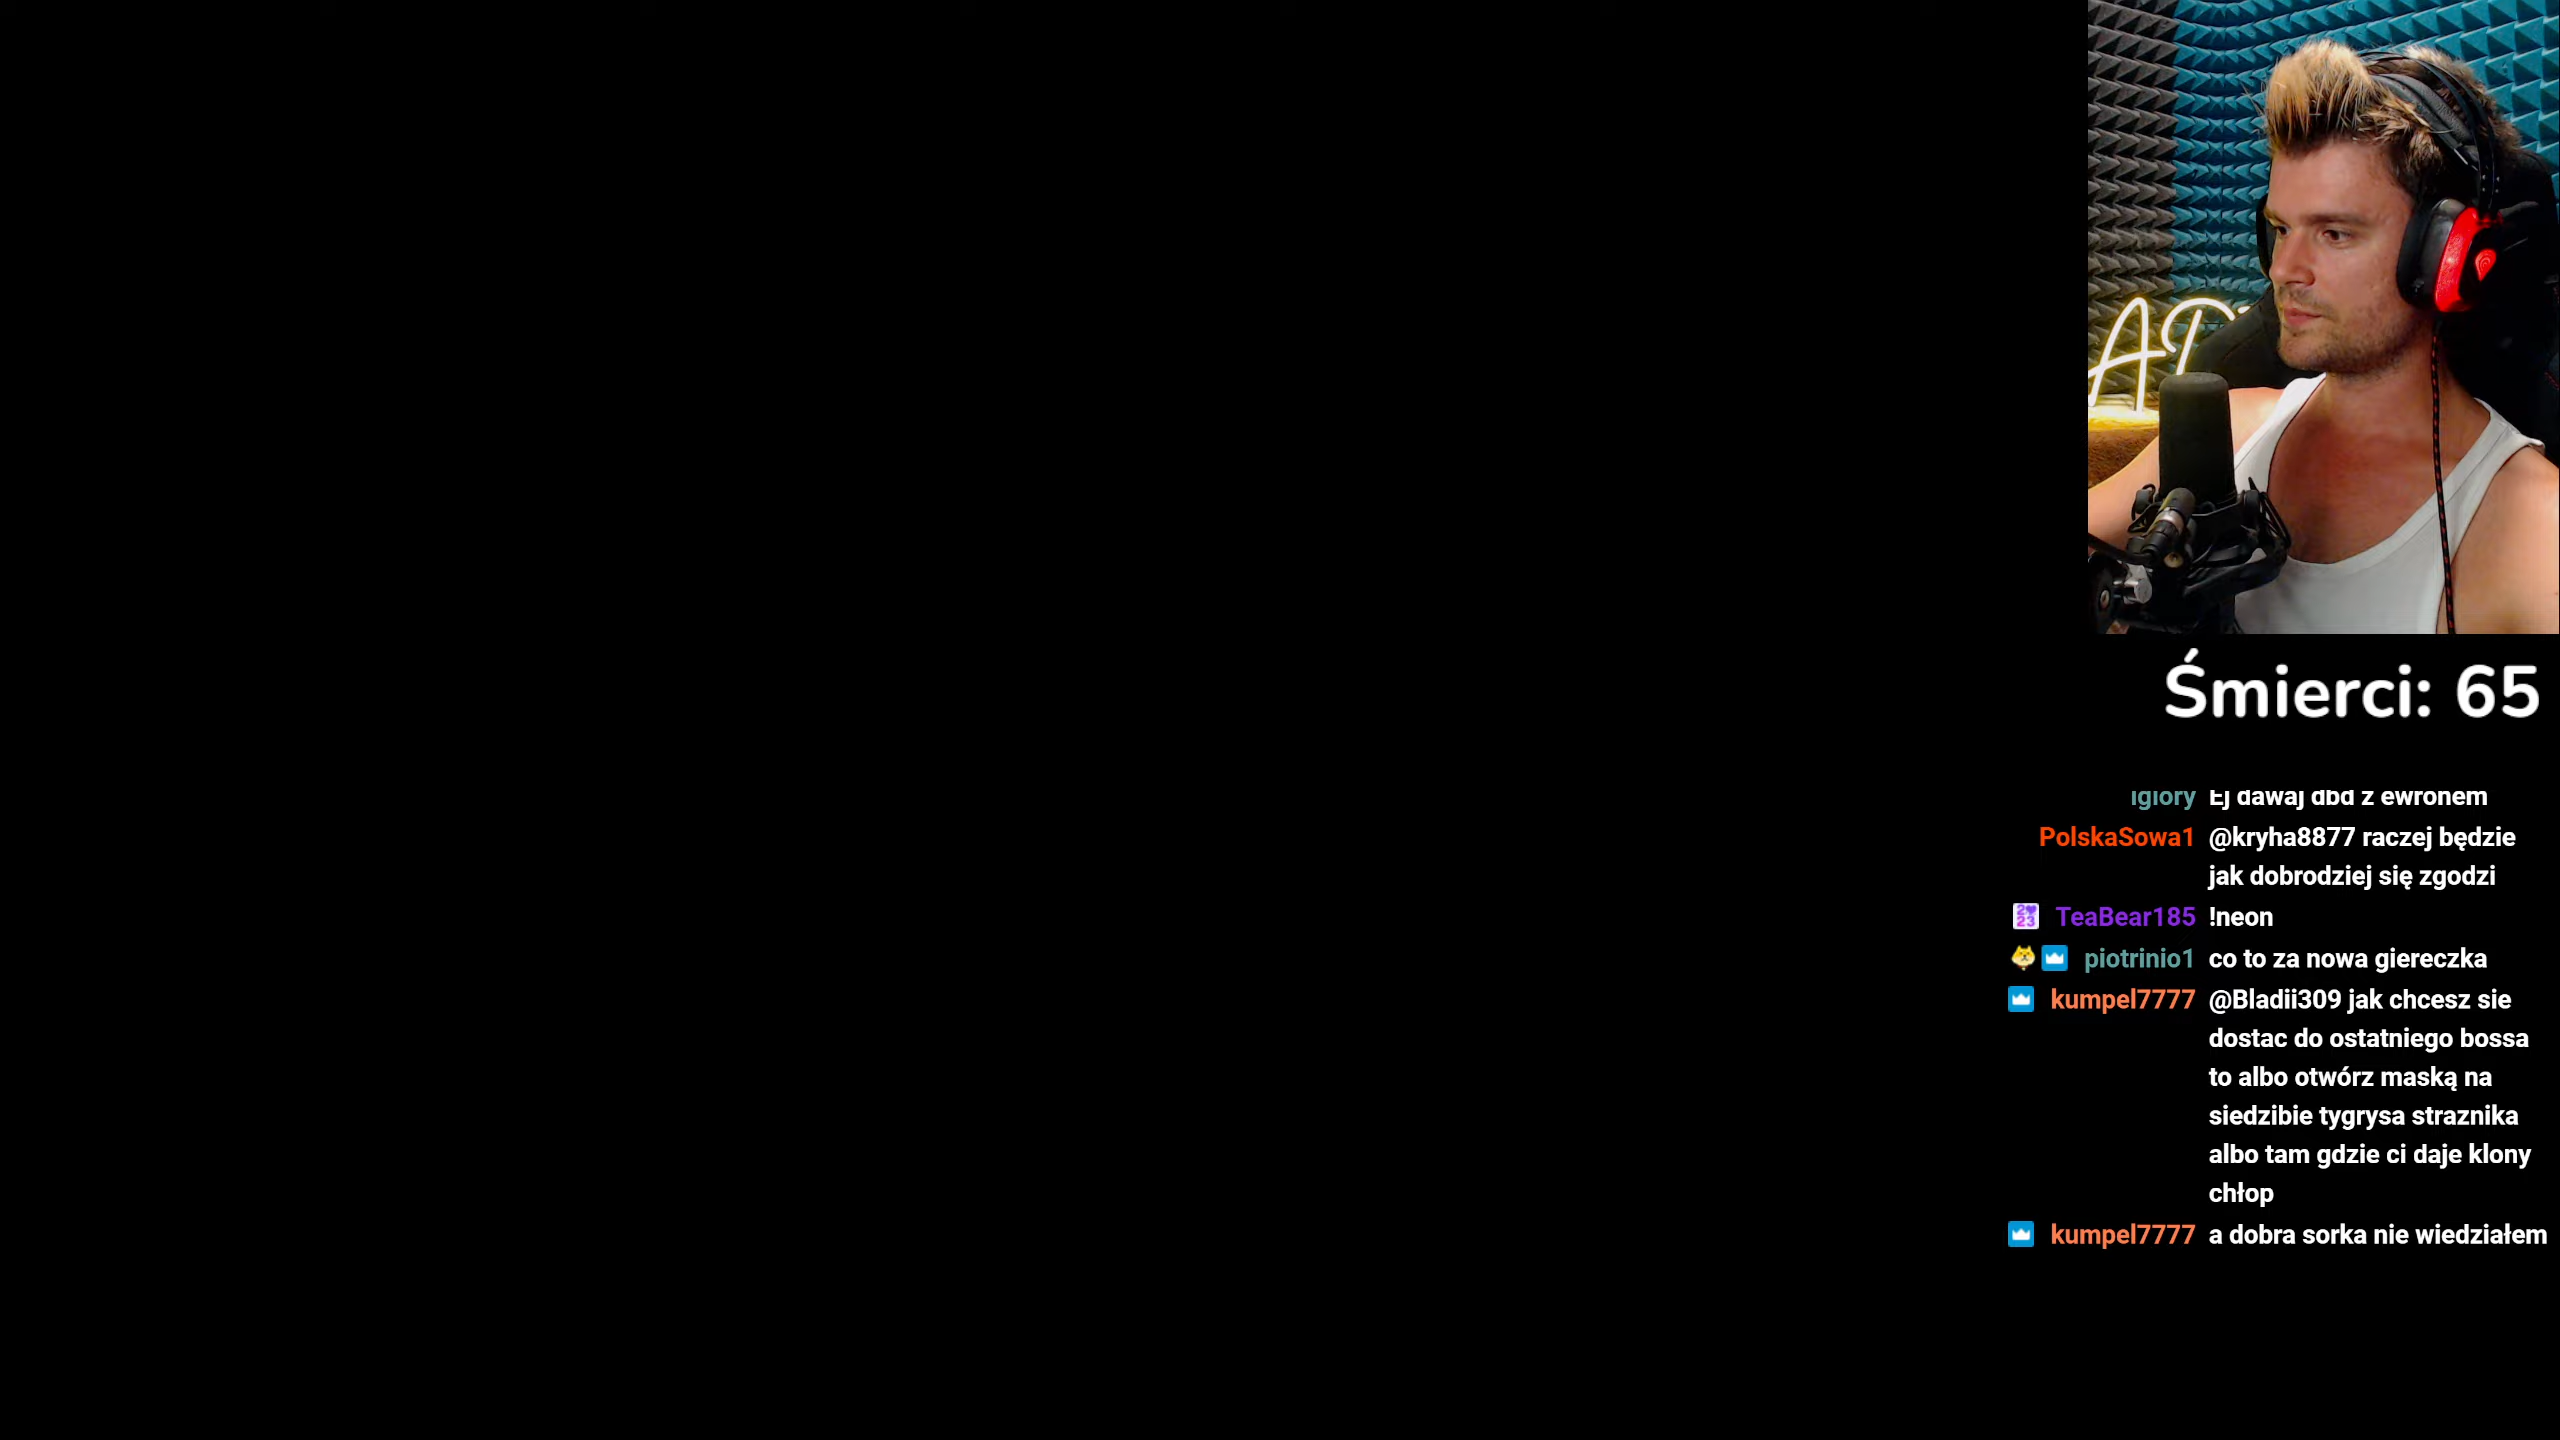 Śmierci: 65
Iglory Ej dawaj dbd z ewronem
PolskaSowa1 @kryha8877 raczej będzie
jak dobrodziej się zgodzi
TeaBear185 !neon
piotrinio1 co to za nowa giereczka
kumpel7777 @Bladii309 jak chcesz sie
dostac do ostatniego bossa
to albo otwórz maską na
siedzibie tygrysa straznika
albo tam gdzie ci daje klony
chłop
kumpel7777 a dobra sorka nie wiedziałem